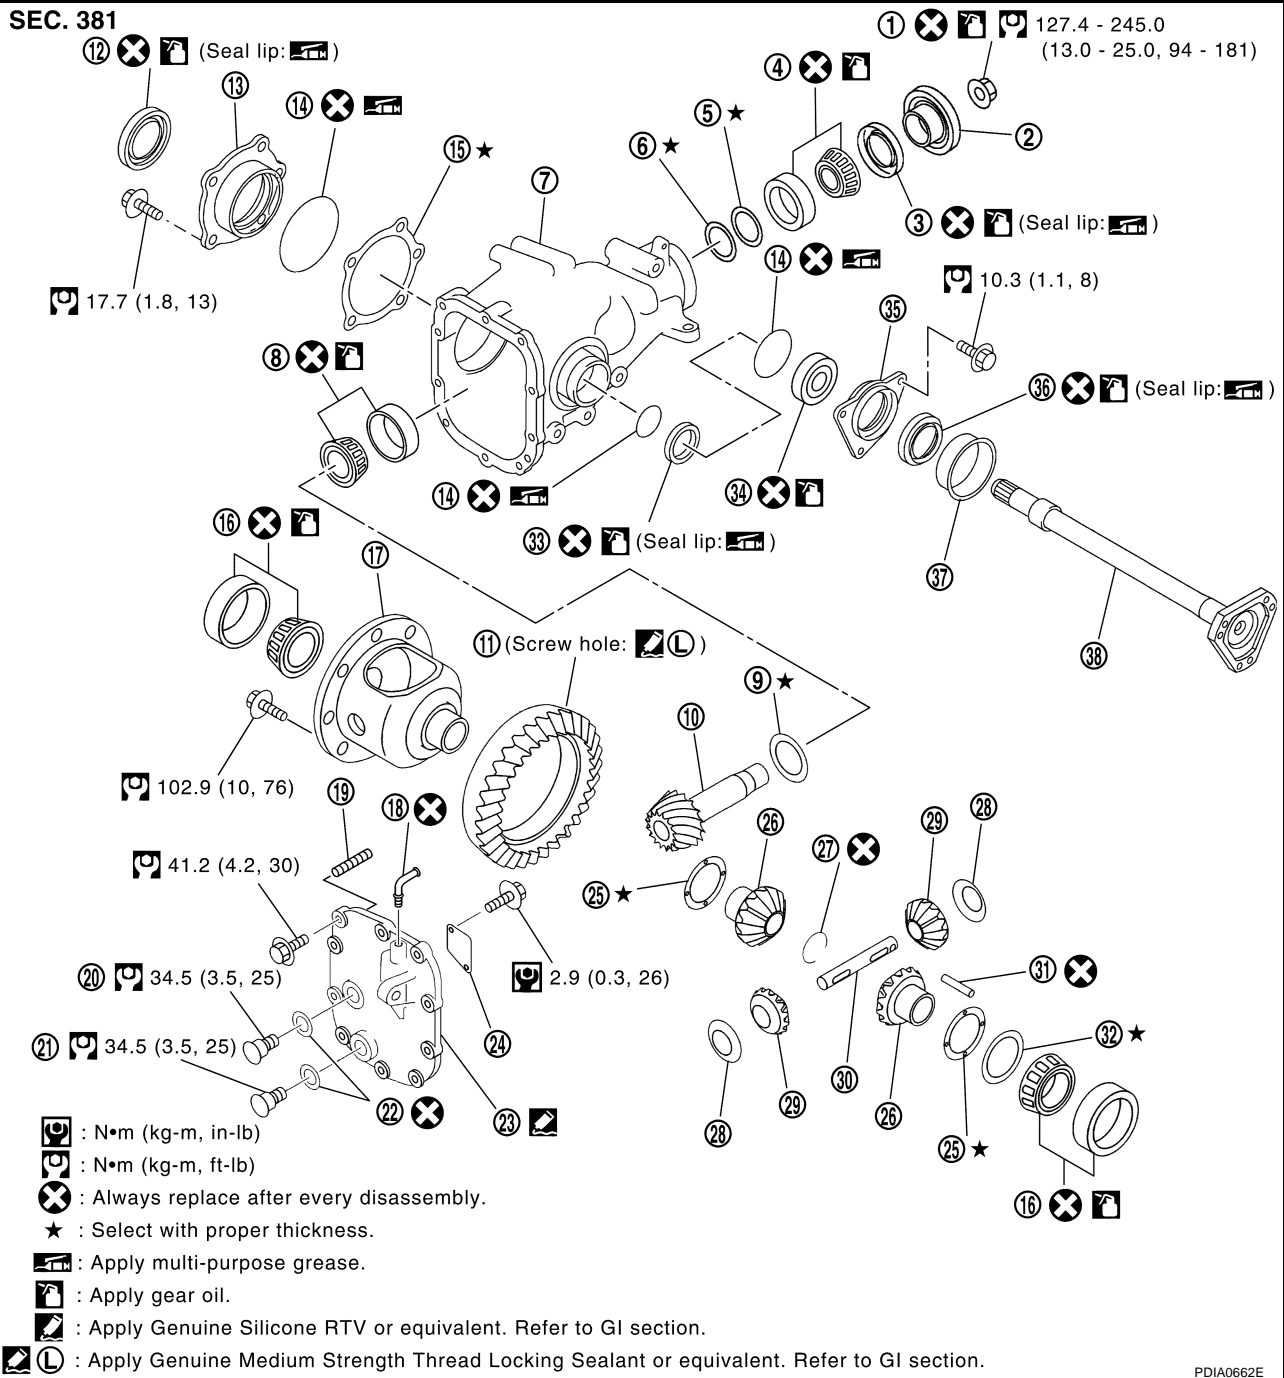 SEC. 381
① 127.4 - 245.0
(13.0 - 25.0, 94 - 181)
⑫ (Seal lip: )
⑬
④
⑭
⑤ ★
②
⑥ ★
⑮ ★
⑦
③ (Seal lip: )
⑭
10.3 (1.1, 8)
17.7 (1.8, 13)
㉟
⑧
㊱ (Seal lip: )
⑭
㉞
⑯
㉝ (Seal lip: )
⑰
㊲
⑪ (Screw hole: Ⓛ )
㊳
⑨ ★
⑩
102.9 (10, 76)
⑲
⑱
㉖
㉙
㉘
㉗
41.2 (4.2, 30)
㉕ ★
⑳ 34.5 (3.5, 25)
2.9 (0.3, 26)
㉛
㉑ 34.5 (3.5, 25)
㉔
㉜ ★
㉚
㉙
㉒
㉓
㉖
㉘
㉕ ★
⑯
: N•m (kg-m, in-lb)
: N•m (kg-m, ft-lb)
: Always replace after every disassembly.
★ : Select with proper thickness.
: Apply multi-purpose grease.
: Apply gear oil.
: Apply Genuine Silicone RTV or equivalent. Refer to GI section.
Ⓛ : Apply Genuine Medium Strength Thread Locking Sealant or equivalent. Refer to GI section.
PDIA0662E